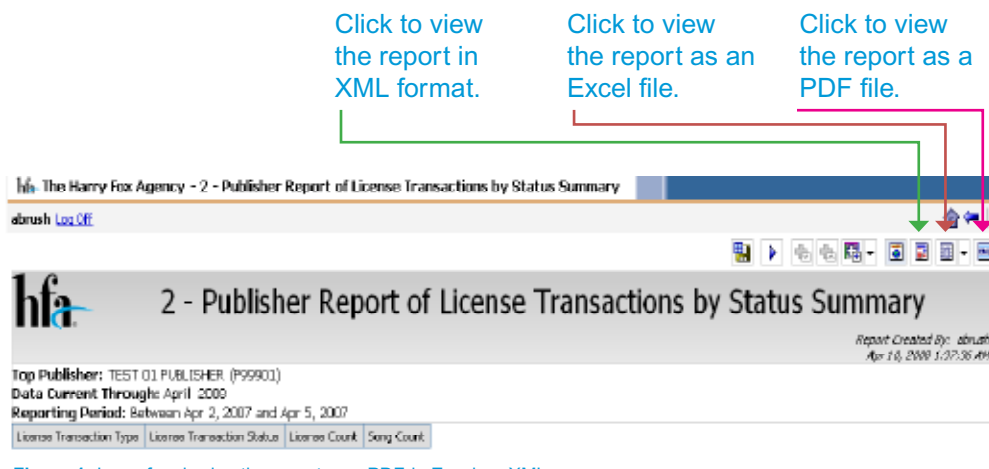 Click to view
the report in
XML format.
Click to view
the report as an
Excel file.
Click to view
the report as a
PDF file.
hfa The Harry Fox Agency - 2 - Publisher Report of License Transactions by Status Summary
abrush Log Off
hfa 2 - Publisher Report of License Transactions by Status Summary
Report Created By: abrush
Top Publisher: TEST 01 PUBLISHER (P99901)
Data Current Through: April
Reporting Period: Between Apr 2, 2007 and Apr 5, 2007
License Transaction Type License Transaction Status License Count Song Count